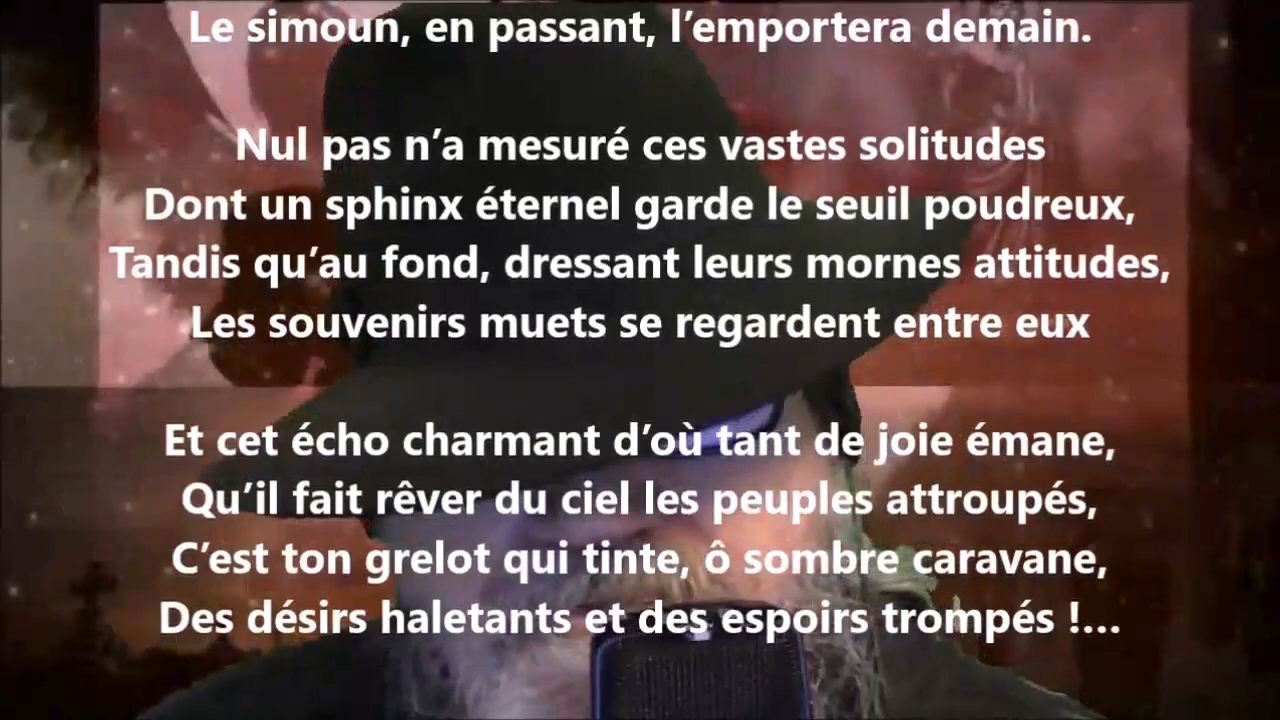 Le simoun, en passant, l’emportera demain.
Nul pas n’a mesuré ces vastes solitudes
Dont un sphinx éternel garde le seuil poudreux,
Tandis qu’au fond, dressant leurs mornes attitudes,
Les souvenirs muets se regardent entre eux
Et cet écho charmant d’où tant de joie émane,
Qu’il fait rêver du ciel les peuples attroupés,
C’est ton grelot qui tinte, ô sombre caravane,
Des désirs haletants et des espoirs trompés !...